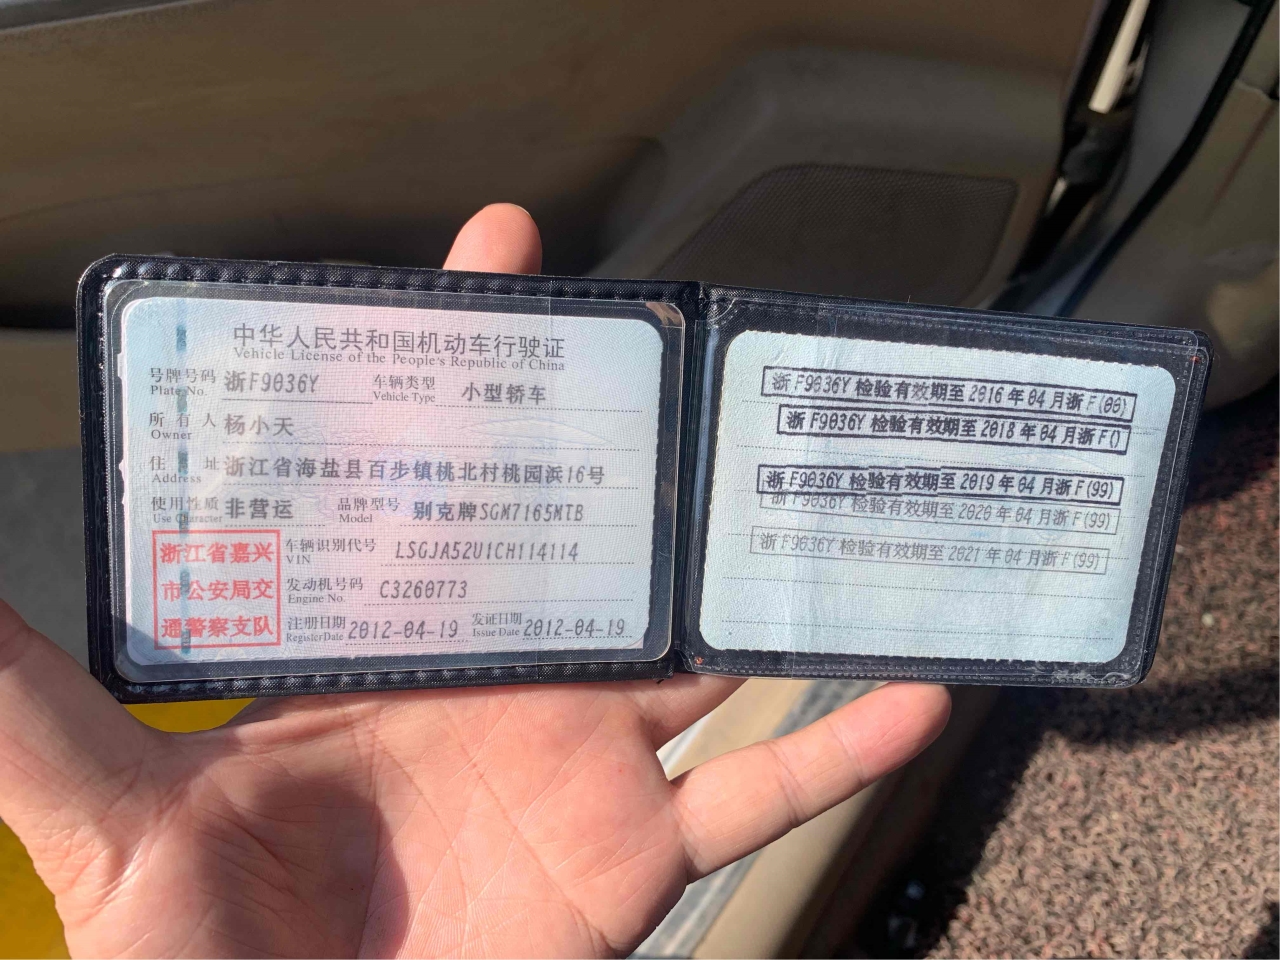 中华人民共和国机动车行驶证
Vehicle License of the People's Republic of China
号牌号码 浙F9036Y 车辆类型 小型轿车
Plate No. Vehicle Type
所有人 杨小天
Owner
住 址 浙江省海盐县百步镇桃北村桃园浜16号
Address
使用性质 非营运 品牌型号 别克牌SGM7165MTB
Use Character Model
浙江省嘉兴
市公安局交
通警察支队
车辆识别代号 LSGJA52U1CH114114
VIN
发动机号码 C3260773
Engine No.
注册日期 2012-04-19 发证日期 2012-04-19
Register Date Issue Date
浙F9036Y 检验有效期至 2016年04月浙F(00)
浙F9036Y 检验有效期至 2018年04月浙F()
浙F9036Y 检验有效期至 2019年04月浙F(99)
浙F9036Y 检验有效期至 2020年04月浙F(99)
浙F9036Y 检验有效期至 2021年04月浙F(99)